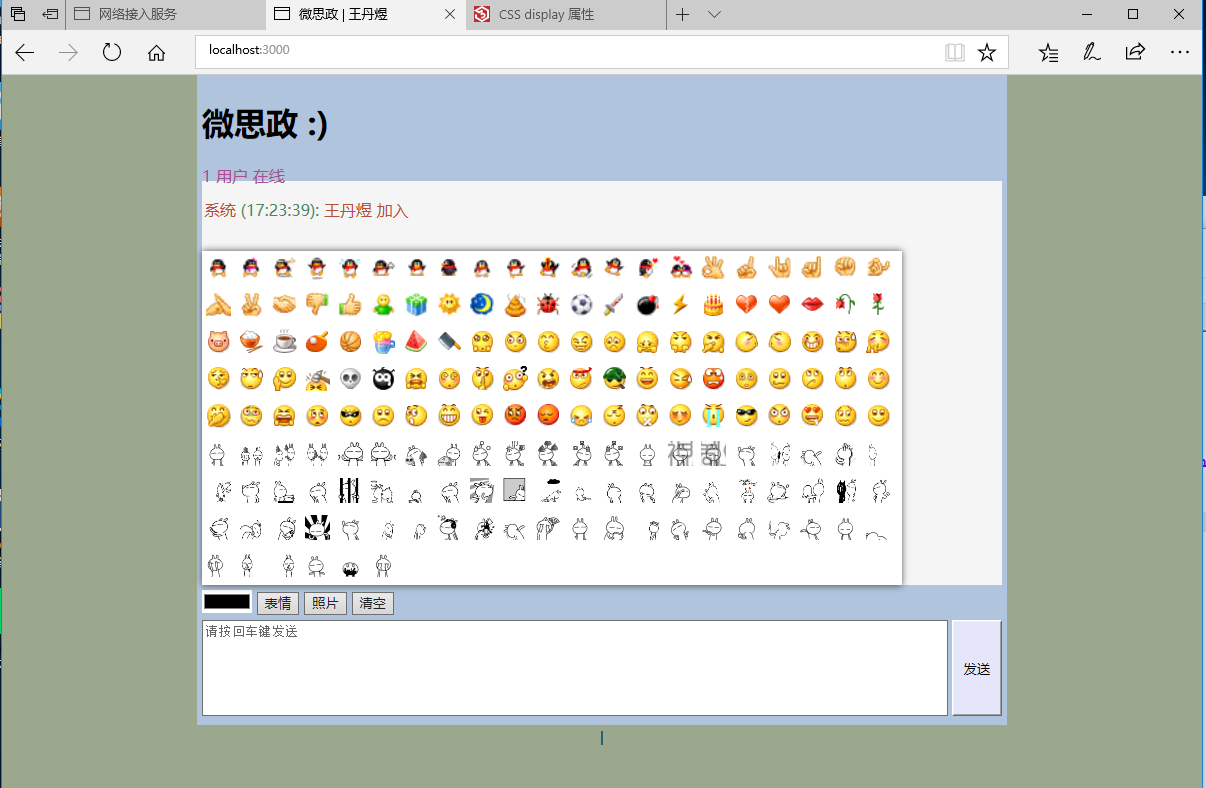 网络接入服务
微思政 | 王丹煜
CSS display 属性
localhost:3000
微思政 :)
1 用户 在线
系统 (17:23:39): 王丹煜 加入
表情
照片
清空
请按回车键发送
发送
|